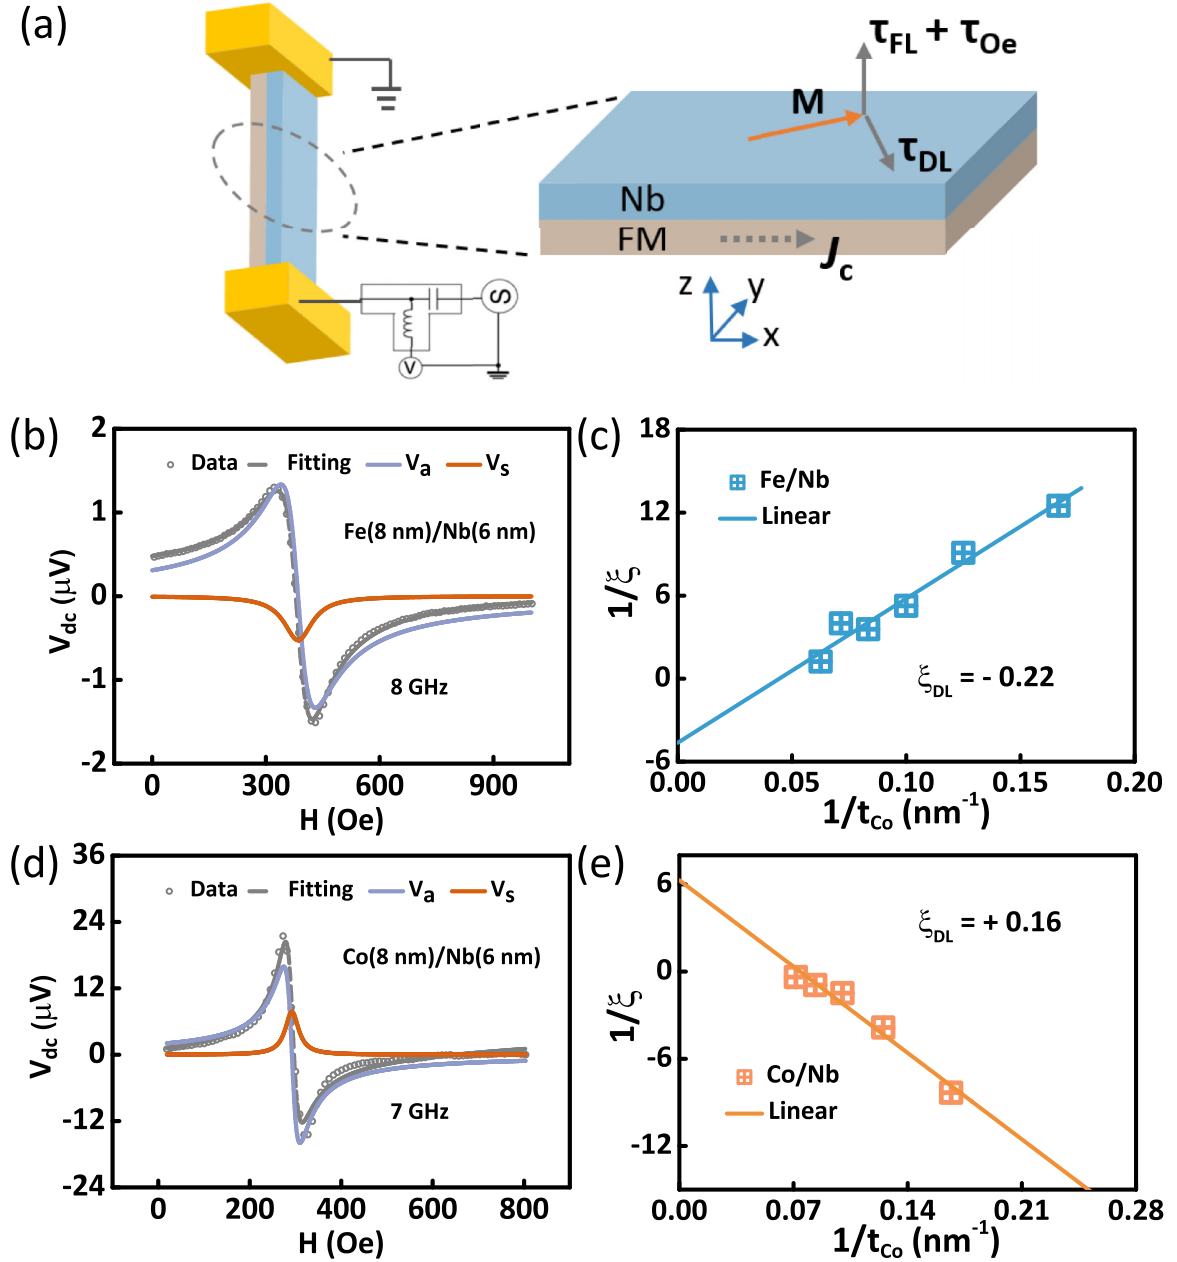 (a)
τFL + τOe
M
τDL
Nb
FM
Jc
z
y
x
S
V
(b)
2
1
0
-1
-2
Vdc (μV)
Data Fitting Va Vs
Fe(8 nm)/Nb(6 nm)
8 GHz
0 300 600 900
H (Oe)
(c)
18
12
6
0
-6
1/ξ
Fe/Nb
Linear
ξDL = - 0.22
0.00 0.05 0.10 0.15 0.20
1/tCo (nm-1)
(d)
36
24
12
0
-12
-24
Vdc (μV)
Data Fitting Va Vs
Co(8 nm)/Nb(6 nm)
7 GHz
0 200 400 600 800
H (Oe)
(e)
6
0
-6
-12
1/ξ
ξDL = + 0.16
Co/Nb
Linear
0.00 0.07 0.14 0.21 0.28
1/tCo (nm-1)